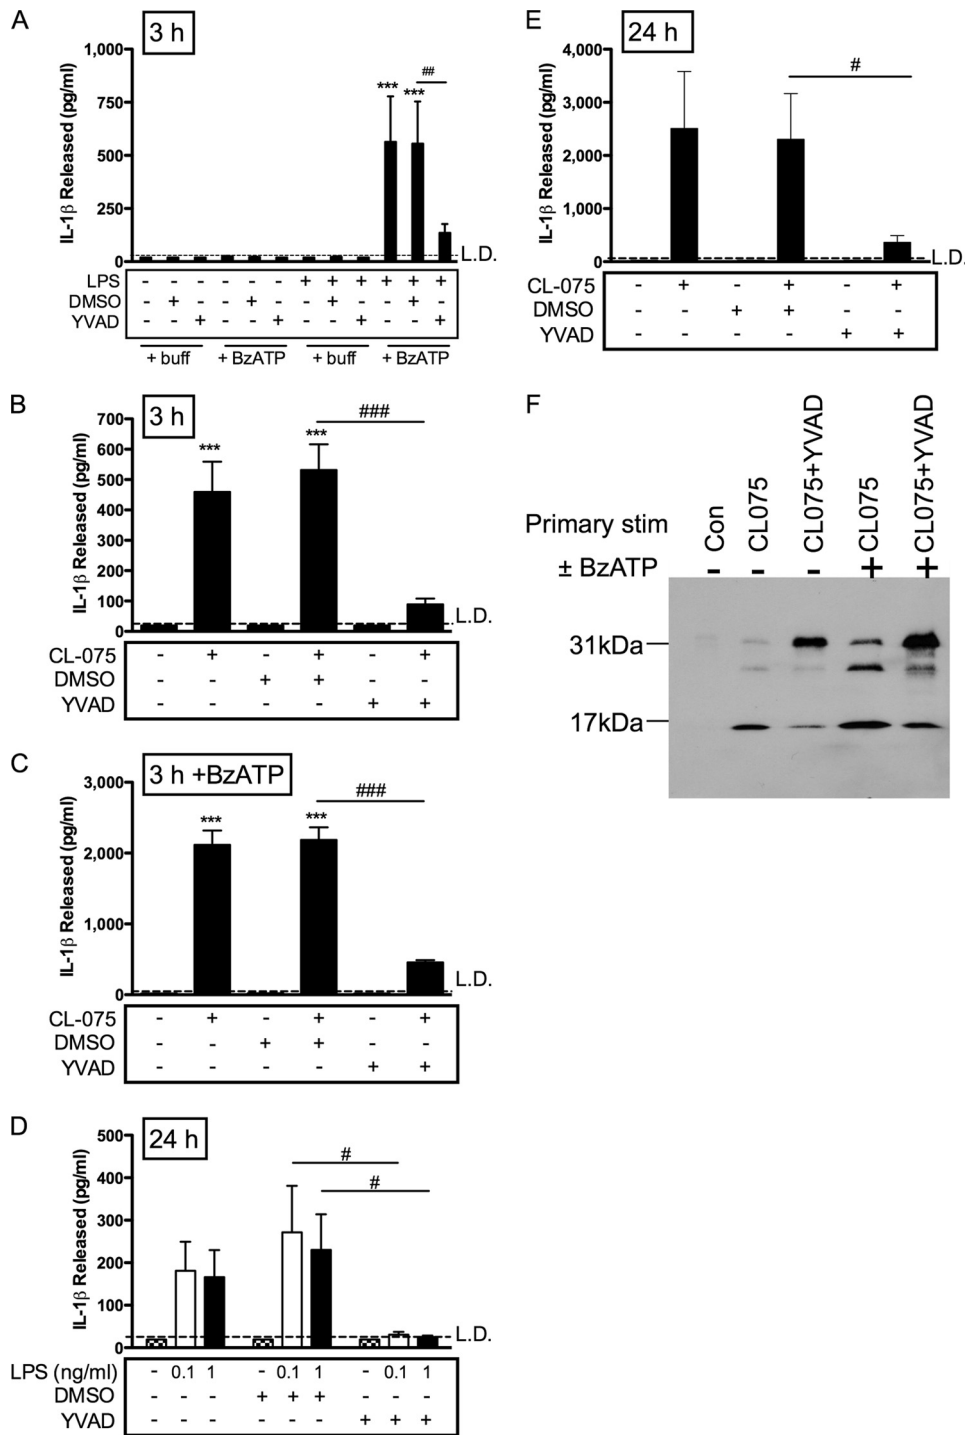 A
3 h
IL-1β Released (pg/ml)
1,000
750
500
250
0
***
***
##
L.D.
LPS - - - - - - + + + + + +
DMSO - + - - + - - + - - + -
YVAD - - + - - + - - + - - +
+ buff + BzATP + buff + BzATP
B
3 h
IL-1β Released (pg/ml)
700
600
500
400
300
200
100
0
***
***
###
L.D.
CL-075 - + - + - +
DMSO - - + + - -
YVAD - - - - + +
C
3 h +BzATP
IL-1β Released (pg/ml)
3,000
2,000
1,000
0
***
***
###
L.D.
CL-075 - + - + - +
DMSO - - + + - -
YVAD - - - - + +
D
24 h
IL-1β Released (pg/ml)
500
400
300
200
100
0
#
#
L.D.
LPS (ng/ml) - 0.1 1 - 0.1 1 - 0.1 1
DMSO - - - + + + - - -
YVAD - - - - - - + + +
E
24 h
IL-1β Released (pg/ml)
4,000
3,000
2,000
1,000
0
#
L.D.
CL-075 - + - + - +
DMSO - - + + - -
YVAD - - - - + +
F
Primary stim Con CL075 CL075+YVAD CL075 CL075+YVAD
± BzATP - - - + +
31kDa
17kDa